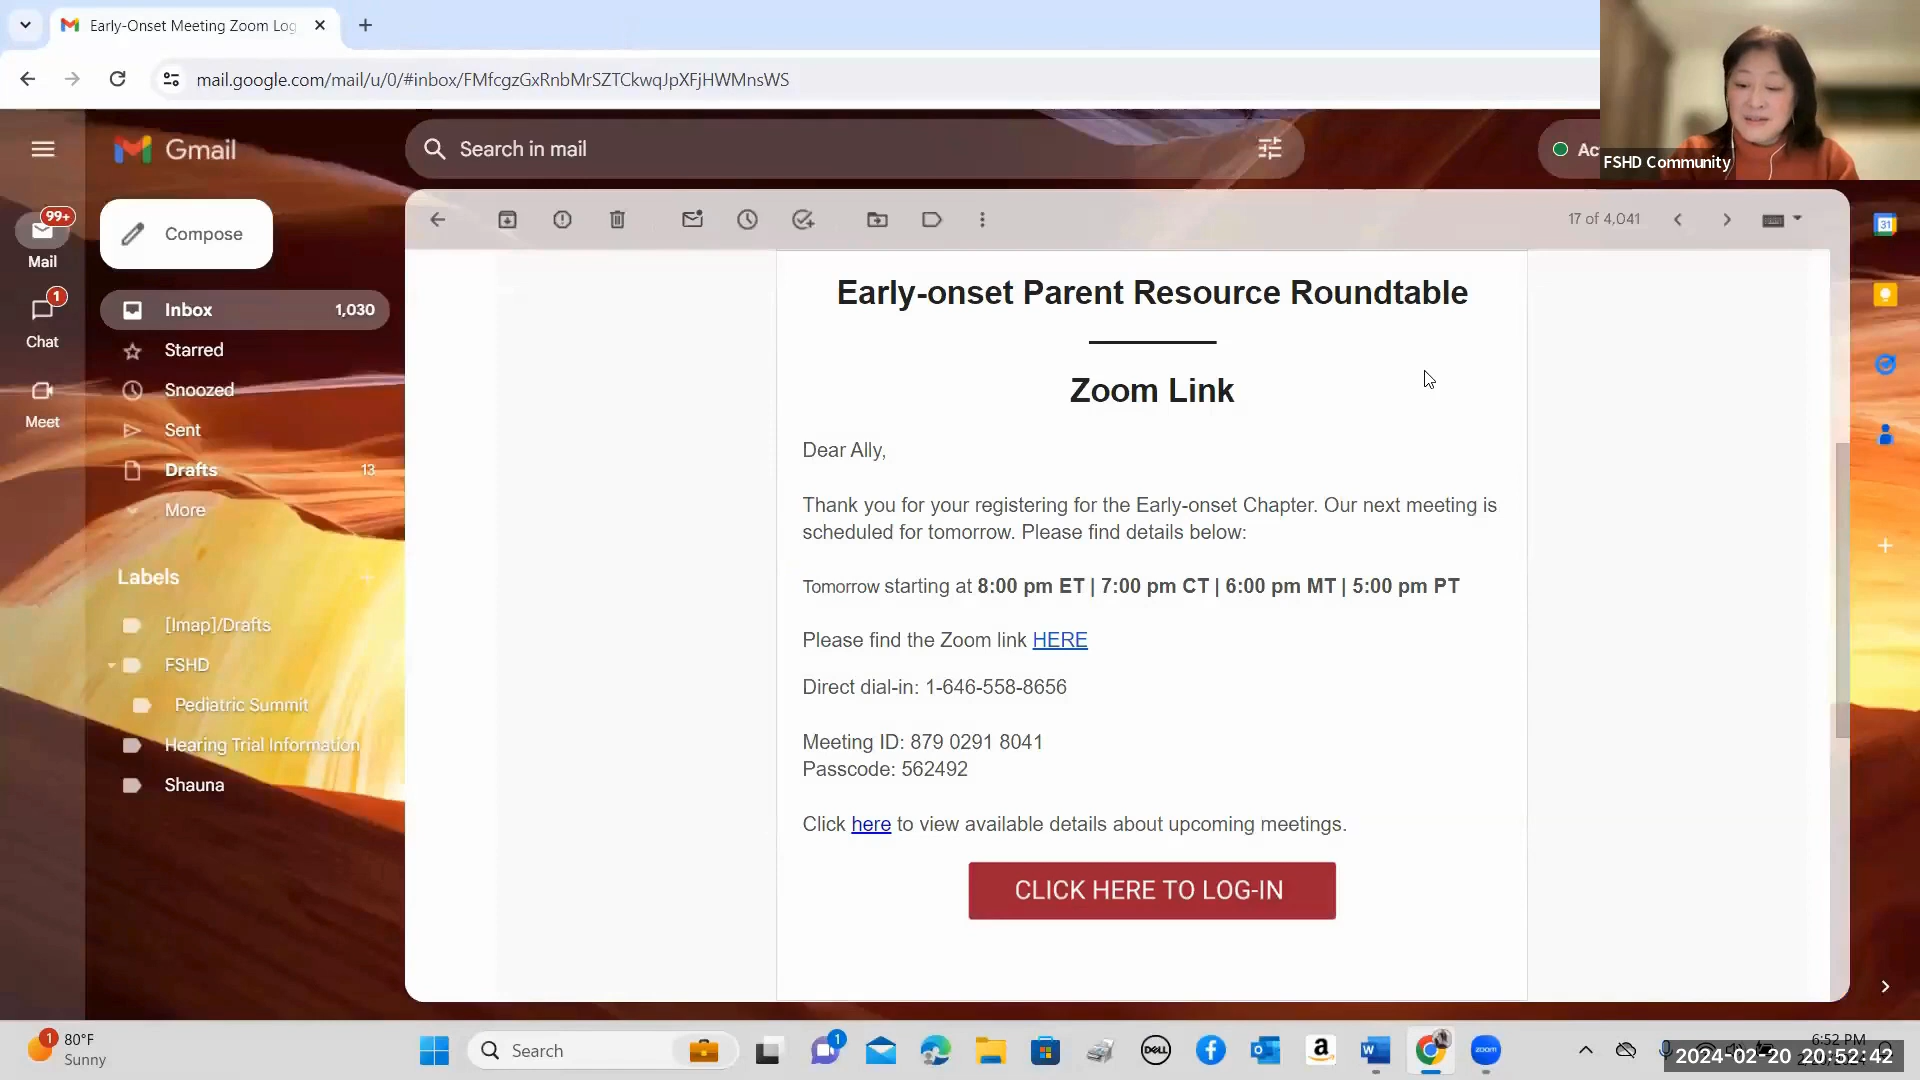 Early-Onset Meeting Zoom Log
mail.google.com/mail/u/0/#inbox/FMfcgzGxRnbMrSZTCkwqJpXFjHWMnsWS
Gmail
Search in mail
FSHD Community
99+
Mail
1
Chat
Meet
Compose
Inbox 1,030
Starred
Snoozed
Sent
Drafts 13
More
Labels
[Imap]/Drafts
FSHD
Pediatric Summit
Hearing Trial Information
Shauna
17 of 4,041
31
Early-onset Parent Resource Roundtable
Zoom Link
Dear Ally,
Thank you for your registering for the Early-onset Chapter. Our next meeting is
scheduled for tomorrow. Please find details below:
Tomorrow starting at 8:00 pm ET | 7:00 pm CT | 6:00 pm MT | 5:00 pm PT
Please find the Zoom link HERE
Direct dial-in: 1-646-558-8656
Meeting ID: 879 0291 8041
Passcode: 562492
Click here to view available details about upcoming meetings.
CLICK HERE TO LOG-IN
1
80°F
Sunny
Search
1
DELL
a
zoom
6:52 PM
2024-02-20 20:52:42